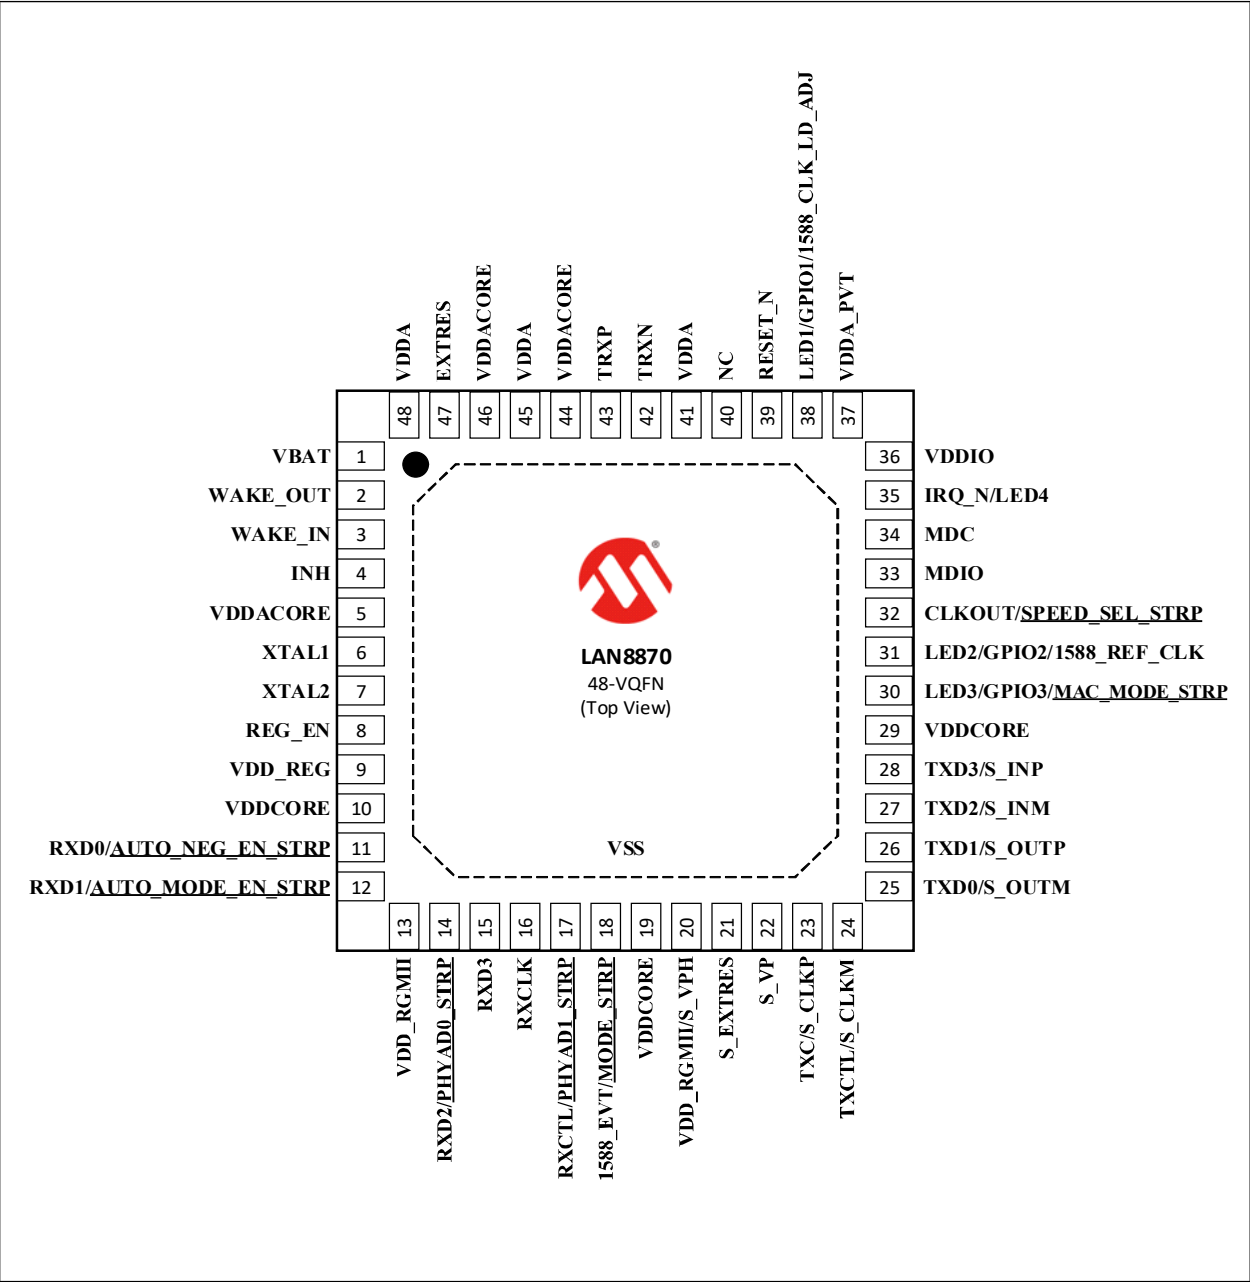 LED1/GPIO1/1588_CLK_LD_ADJ
VDDA
EXTRES
VDDACORE
VDDA
VDDACORE
TRXP
TRXN
VDDA
NC
RESET_N
VDDA_PVT
48
47
46
45
44
43
42
41
40
39
38
37
VBAT 1
WAKE_OUT 2
WAKE_IN 3
INH 4
VDDACORE 5
XTAL1 6
XTAL2 7
REG_EN 8
VDD_REG 9
VDDCORE 10
RXD0/AUTO_NEG_EN_STRP 11
RXD1/AUTO_MODE_EN_STRP 12
®
LAN8870
48-VQFN
(Top View)
VSS
36 VDDIO
35 IRQ_N/LED4
34 MDC
33 MDIO
32 CLKOUT/SPEED_SEL_STRP
31 LED2/GPIO2/1588_REF_CLK
30 LED3/GPIO3/MAC_MODE_STRP
29 VDDCORE
28 TXD3/S_INP
27 TXD2/S_INM
26 TXD1/S_OUTP
25 TXD0/S_OUTM
13
14
15
16
17
18
19
20
21
22
23
24
VDD_RGMII
RXD2/PHYAD0_STRP
RXD3
RXCLK
RXCTL/PHYAD1_STRP
1588_EVT/MODE_STRP
VDDCORE
VDD_RGMII/S_VPH
S_EXTRES
S_VP
TXC/S_CLKP
TXCTL/S_CLKM